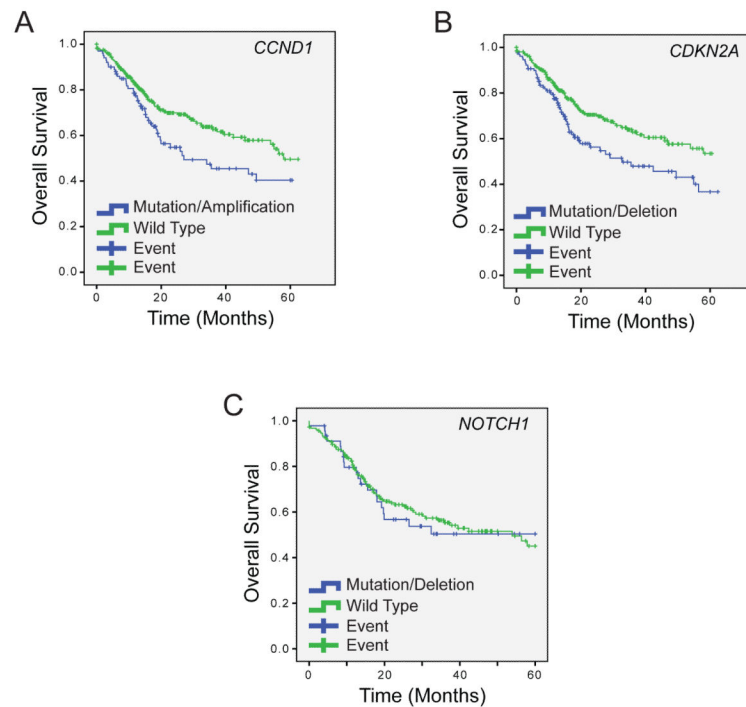 A
CCND1
Overall Survival
1.0
0.8
0.6
0.4
0.2
0.0
Mutation/Amplification
Wild Type
Event
Event
0
20
40
60
Time (Months)
B
CDKN2A
Overall Survival
1.0
0.8
0.6
0.4
0.2
0.0
Mutation/Deletion
Wild Type
Event
Event
0
20
40
60
Time (Months)
C
NOTCH1
Overall Survival
1.0
0.8
0.6
0.4
0.2
0.0
Mutation/Deletion
Wild Type
Event
Event
0
20
40
60
Time (Months)